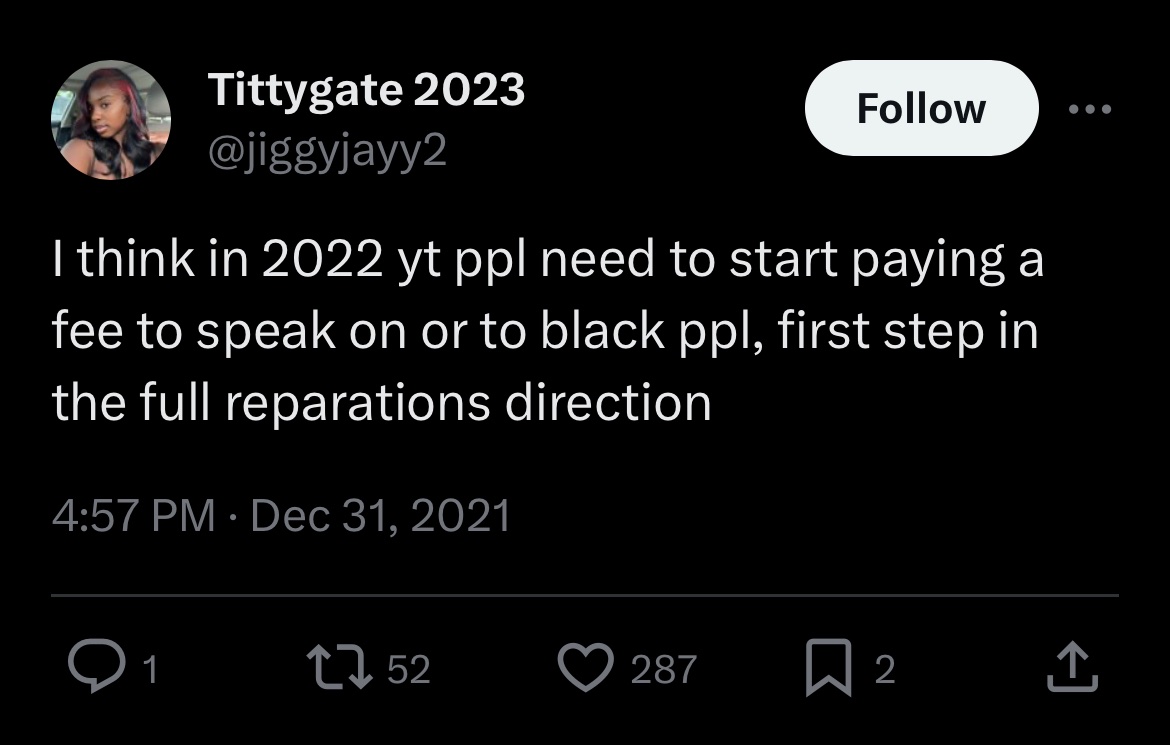 Tittygate 2023
@jiggyjayy2
Follow
I think in 2022 yt ppl need to start paying a
fee to speak on or to black ppl, first step in
the full reparations direction
4:57 PM · Dec 31, 2021
1 52 287 2